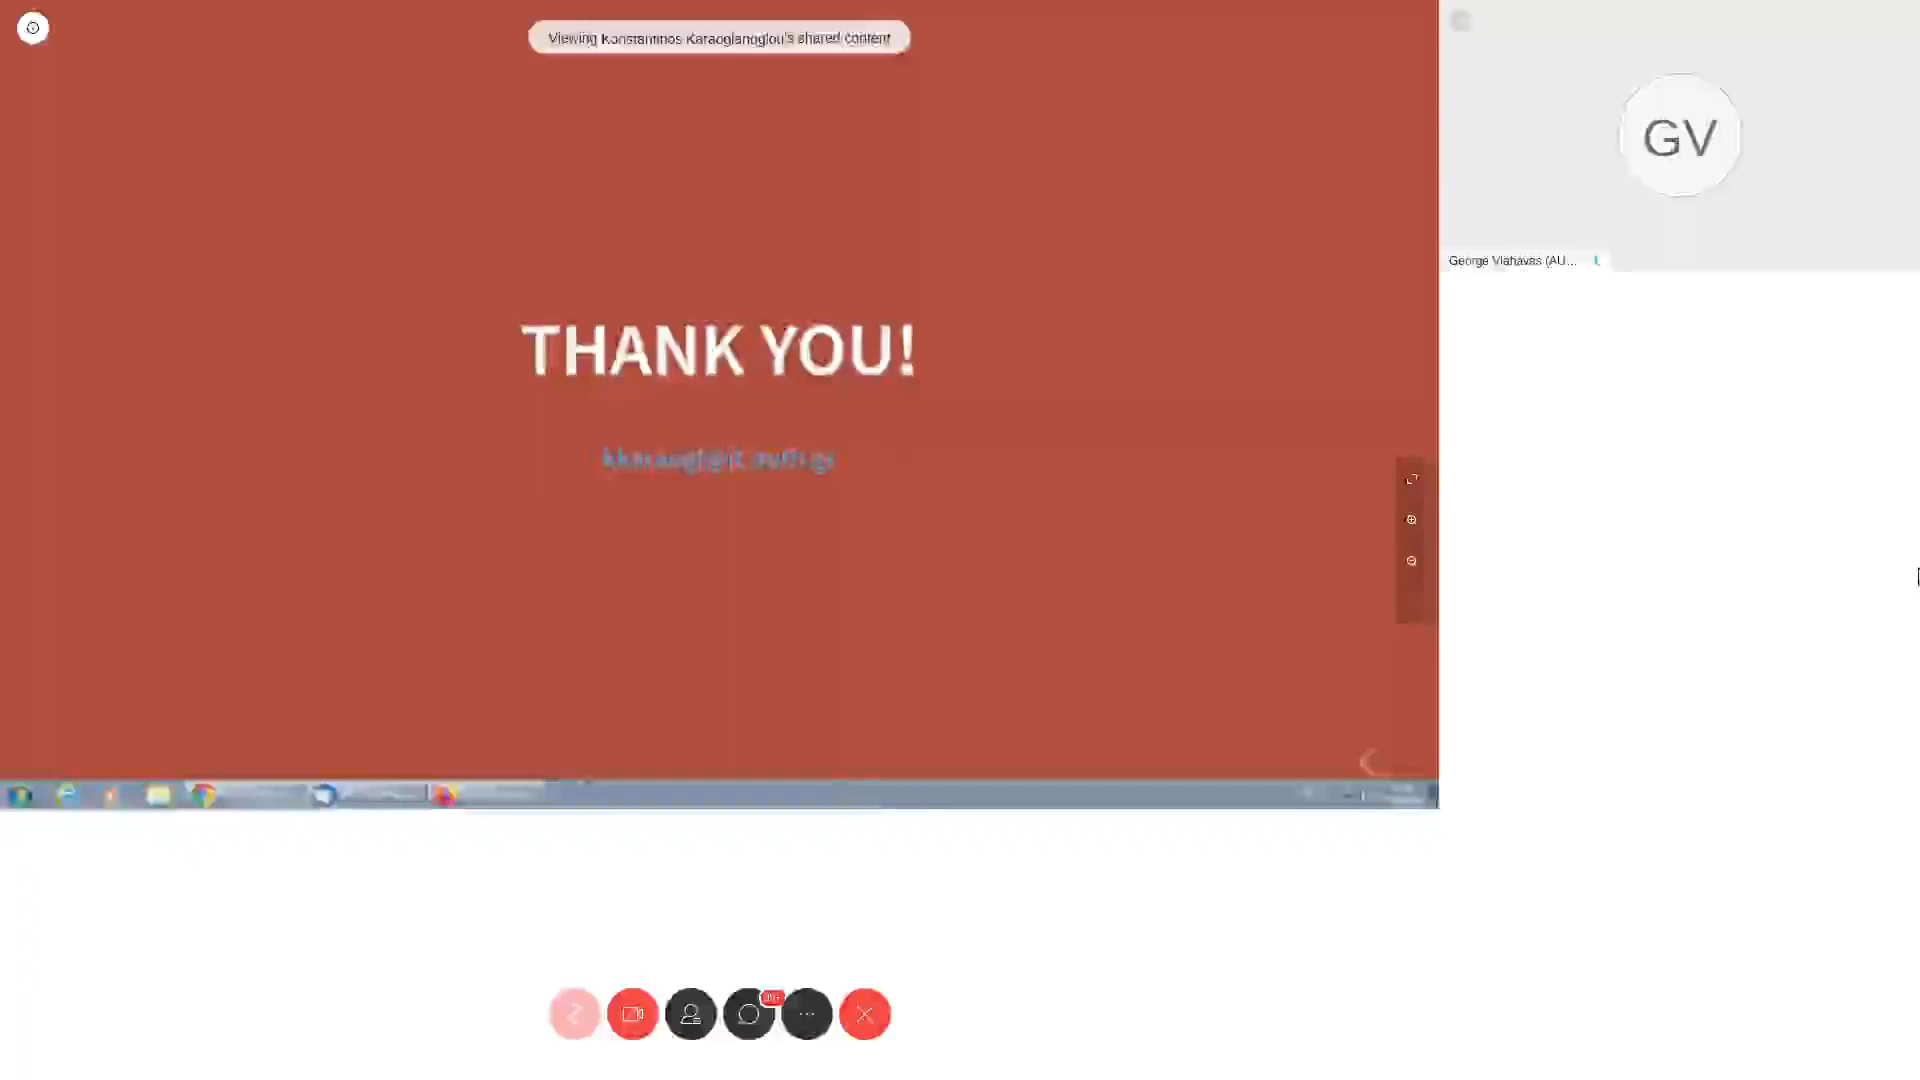 Viewing Konstantinos Karaoglanoglou's shared content
GV
George Vlahavas (AU...
THANK YOU!